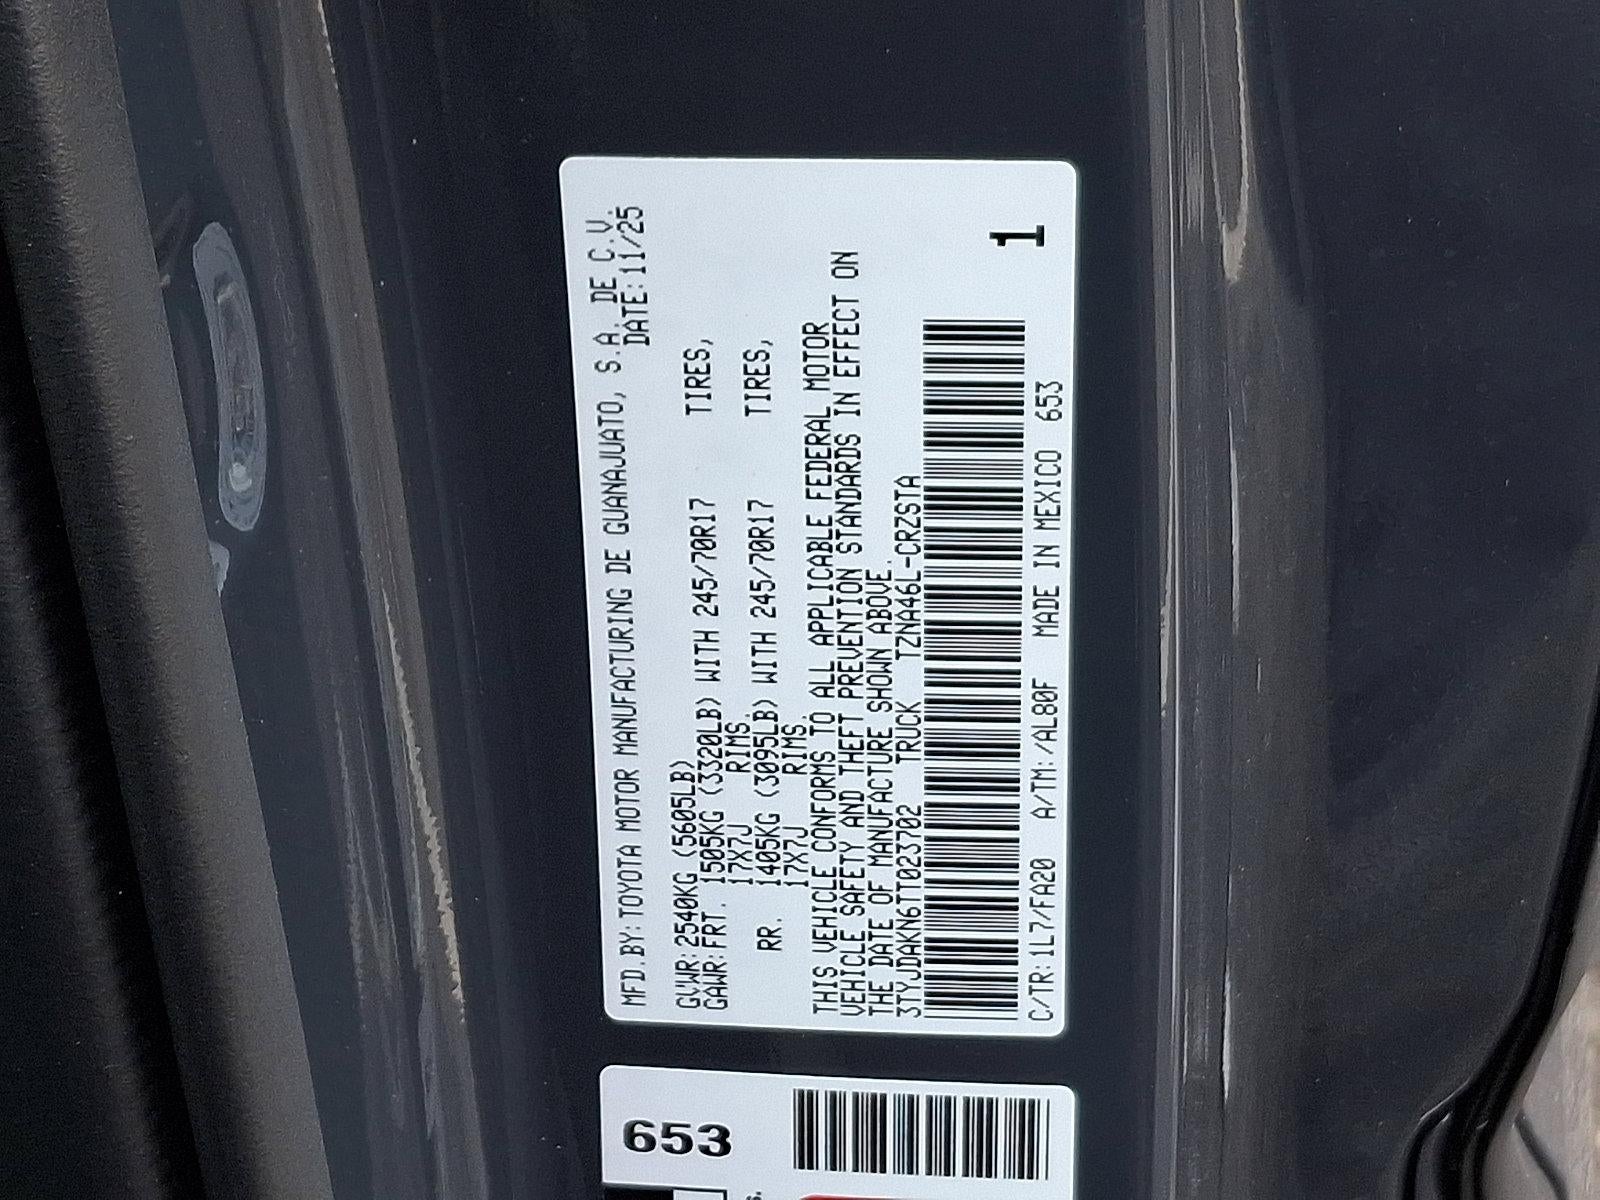 MFD.BY:TOYOTA MOTOR MANUFACTURING DE GUANAJUATO, S.A. DE C.V.
DATE:11/25
GVWR:2540KG (5605LB)
GAWR:FRT. 1505KG (3320LB) WITH 245/70R17 TIRES,
17X7J RIMS.
RR. 1405KG (3095LB) WITH 245/70R17 TIRES,
17X7J RIMS.
THIS VEHICLE CONFORMS TO ALL APPLICABLE FEDERAL MOTOR
VEHICLE SAFETY AND THEFT PREVENTION STANDARDS IN EFFECT ON
THE DATE OF MANUFACTURE SHOWN ABOVE.
3TYJDAKN6TT023702 TRUCK TZNA46L-CRZSTA
1
C/TR:1L7/FA20 A/TM:/AL80F MADE IN MEXICO 653
653